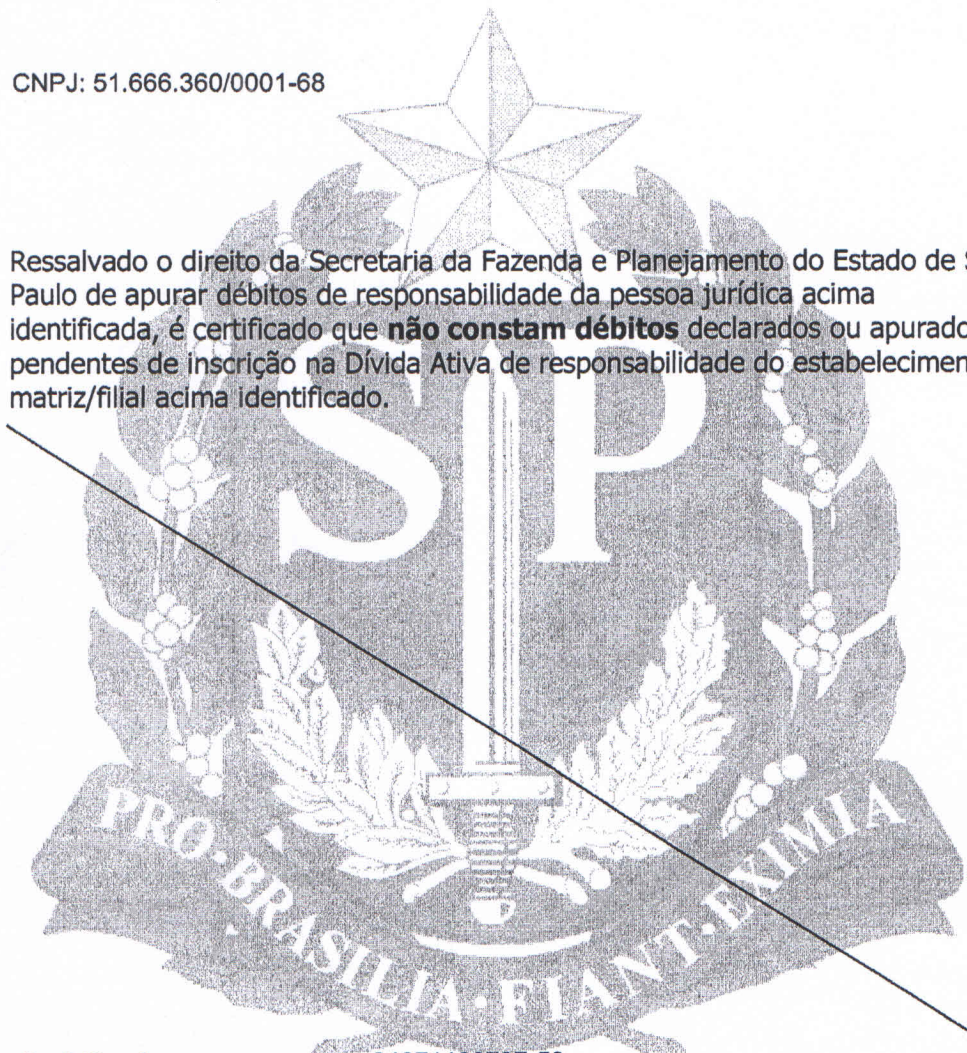 CNPJ: 51.666.360/0001-68
Ressalvado o direito da Secretaria da Fazenda e Planejamento do Estado de
Paulo de apurar débitos de responsabilidade da pessoa jurídica acima
identificada, é certificado que não constam débitos declarados ou
pendentes de inscrição na Dívida Ativa de responsabilidade do
matriz/filial acima identificado.
SP
PRO·BRASILIA·FIANT·EXIMIA